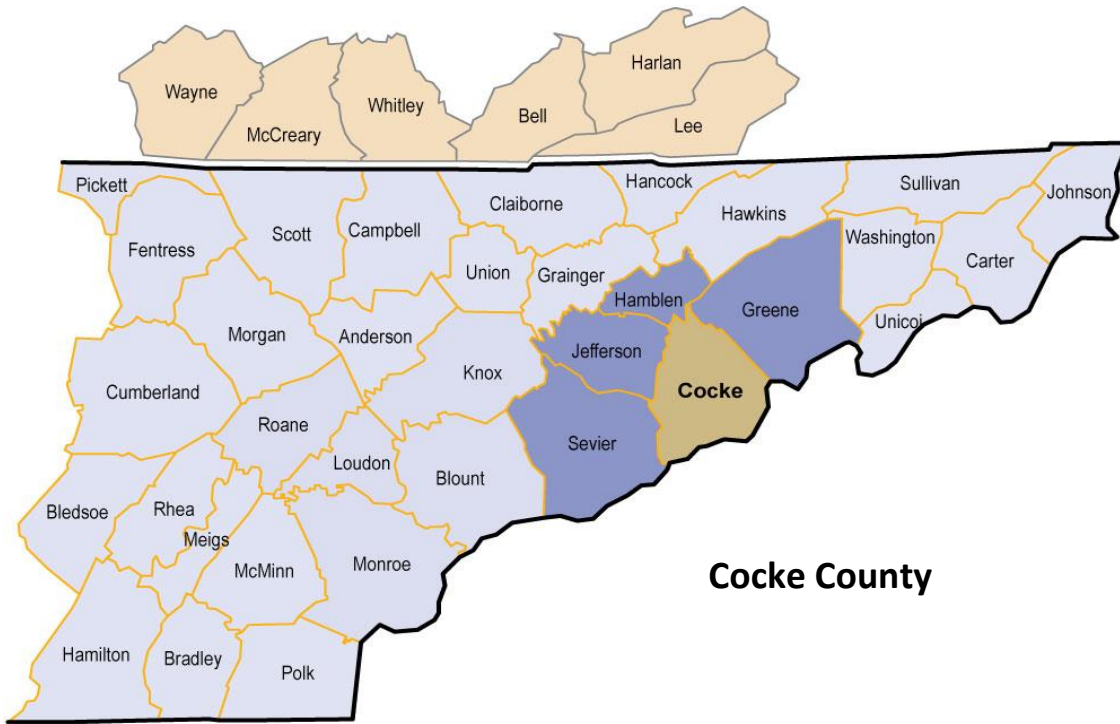 Harlan
Wayne
Whitley
Bell
Lee
McCreary
Pickett
Hancock
Sullivan
Johnson
Claiborne
Hawkins
Scott
Campbell
Washington
Fentress
Union
Grainger
Carter
Hamblen
Greene
Unicoi
Morgan
Anderson
Jefferson
Knox
Cumberland
Cocke
Roane
Sevier
Loudon
Blount
Rhea
Bledsoe
Meigs
McMinn
Monroe
Cocke County
Hamilton
Bradley
Polk